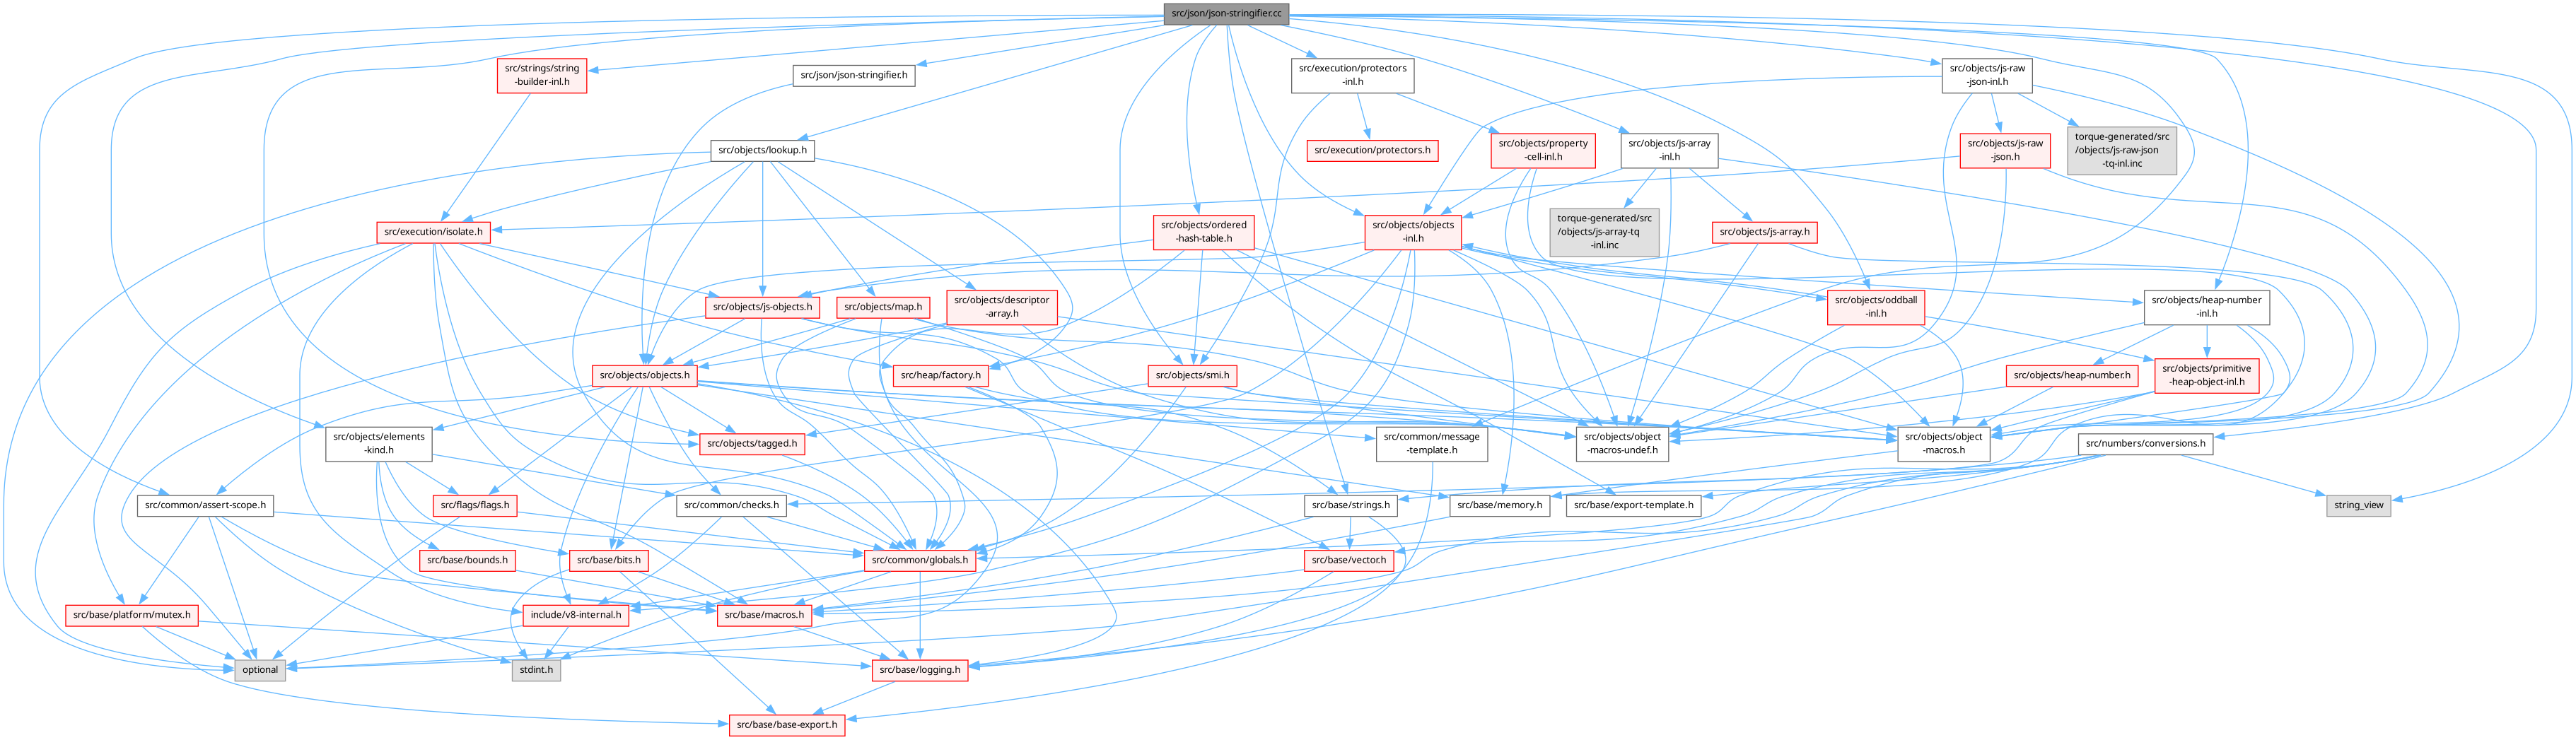 src/json/json-stringifier.cc
src/strings/string
-builder-inl.h
src/json/json-stringifier.h
src/execution/protectors
-inl.h
src/objects/js-raw
-json-inl.h
src/objects/lookup.h
src/execution/protectors.h
src/objects/property
-cell-inl.h
src/objects/js-array
-inl.h
src/objects/js-raw
-json.h
torque-generated/src
/objects/js-raw-json
-tq-inl.inc
src/execution/isolate.h
src/objects/ordered
-hash-table.h
src/objects/objects
-inl.h
torque-generated/src
/objects/js-array-tq
-inl.inc
src/objects/js-array.h
src/objects/js-objects.h
src/objects/map.h
src/objects/descriptor
-array.h
src/objects/oddball
-inl.h
src/objects/heap-number
-inl.h
src/objects/objects.h
src/heap/factory.h
src/objects/smi.h
src/objects/heap-number.h
src/objects/primitive
-heap-object-inl.h
src/objects/elements
-kind.h
src/objects/tagged.h
src/common/message
-template.h
src/objects/object
-macros-undef.h
src/objects/object
-macros.h
src/numbers/conversions.h
src/common/assert-scope.h
src/flags/flags.h
src/common/checks.h
src/base/strings.h
src/base/memory.h
src/base/export-template.h
string_view
src/base/bounds.h
src/base/bits.h
src/common/globals.h
src/base/vector.h
src/base/platform/mutex.h
include/v8-internal.h
src/base/macros.h
optional
stdint.h
src/base/logging.h
src/base/base-export.h